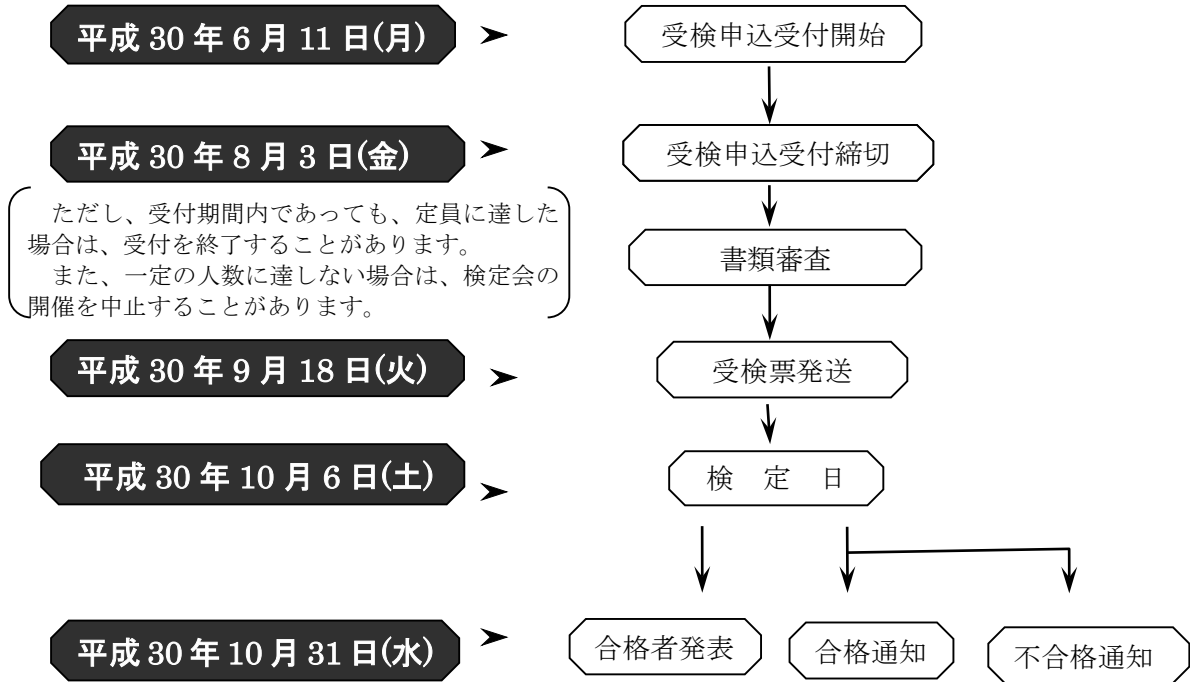 平成 30 年 6 月 11 日(月)
受検申込受付開始
平成 30 年 8 月 3 日(金)
受検申込受付締切
ただし、受付期間内であっても、定員に達した
場合は、受付を終了することがあります。
また、一定の人数に達しない場合は、検定会の
開催を中止することがあります。
書類審査
平成 30 年 9 月 18 日(火)
受検票発送
平成 30 年 10 月 6 日(土)
検 定 日
平成 30 年 10 月 31 日(水)
合格者発表
合格通知
不合格通知